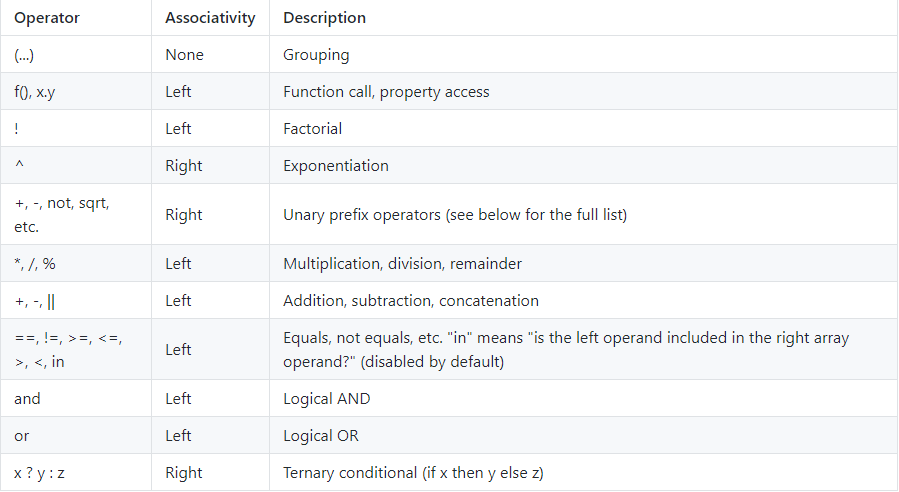 Operator Associativity Description
(...) None Grouping
f(), x.y Left Function call, property access
! Left Factorial
^ Right Exponentiation
+, -, not, sqrt,
etc. Right Unary prefix operators (see below for the full list)
*, /, % Left Multiplication, division, remainder
+, -, || Left Addition, subtraction, concatenation
==, !=, >=, <=,
>, <, in Left Equals, not equals, etc. "in" means "is the left operand included in the right array
operand?" (disabled by default)
and Left Logical AND
or Left Logical OR
x ? y : z Right Ternary conditional (if x then y else z)